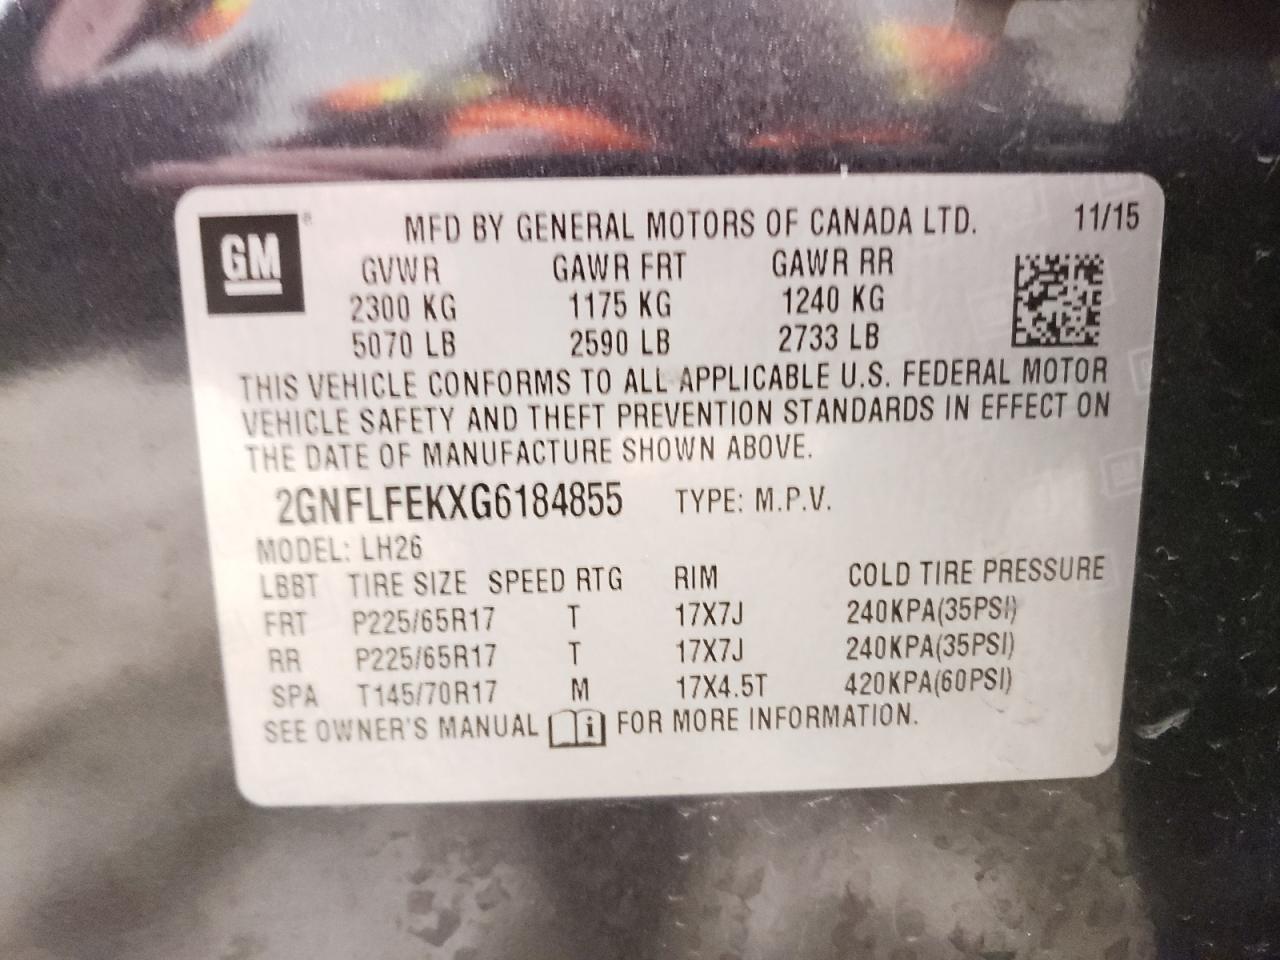 GM ® MFD BY GENERAL MOTORS OF CANADA LTD. 11/15
GVWR GAWR FRT GAWR RR
2300 KG 1175 KG 1240 KG
5070 LB 2590 LB 2733 LB
THIS VEHICLE CONFORMS TO ALL APPLICABLE U.S. FEDERAL MOTOR
VEHICLE SAFETY AND THEFT PREVENTION STANDARDS IN EFFECT ON
THE DATE OF MANUFACTURE SHOWN ABOVE.
2GNFLFEKXG6184855 TYPE: M.P.V.
MODEL: LH26
LBBT TIRE SIZE SPEED RTG RIM COLD TIRE PRESSURE
FRT P225/65R17 T 17X7J 240KPA(35PSI)
RR P225/65R17 T 17X7J 240KPA(35PSI)
SPA T145/70R17 M 17X4.5T 420KPA(60PSI)
SEE OWNER'S MANUAL i FOR MORE INFORMATION.